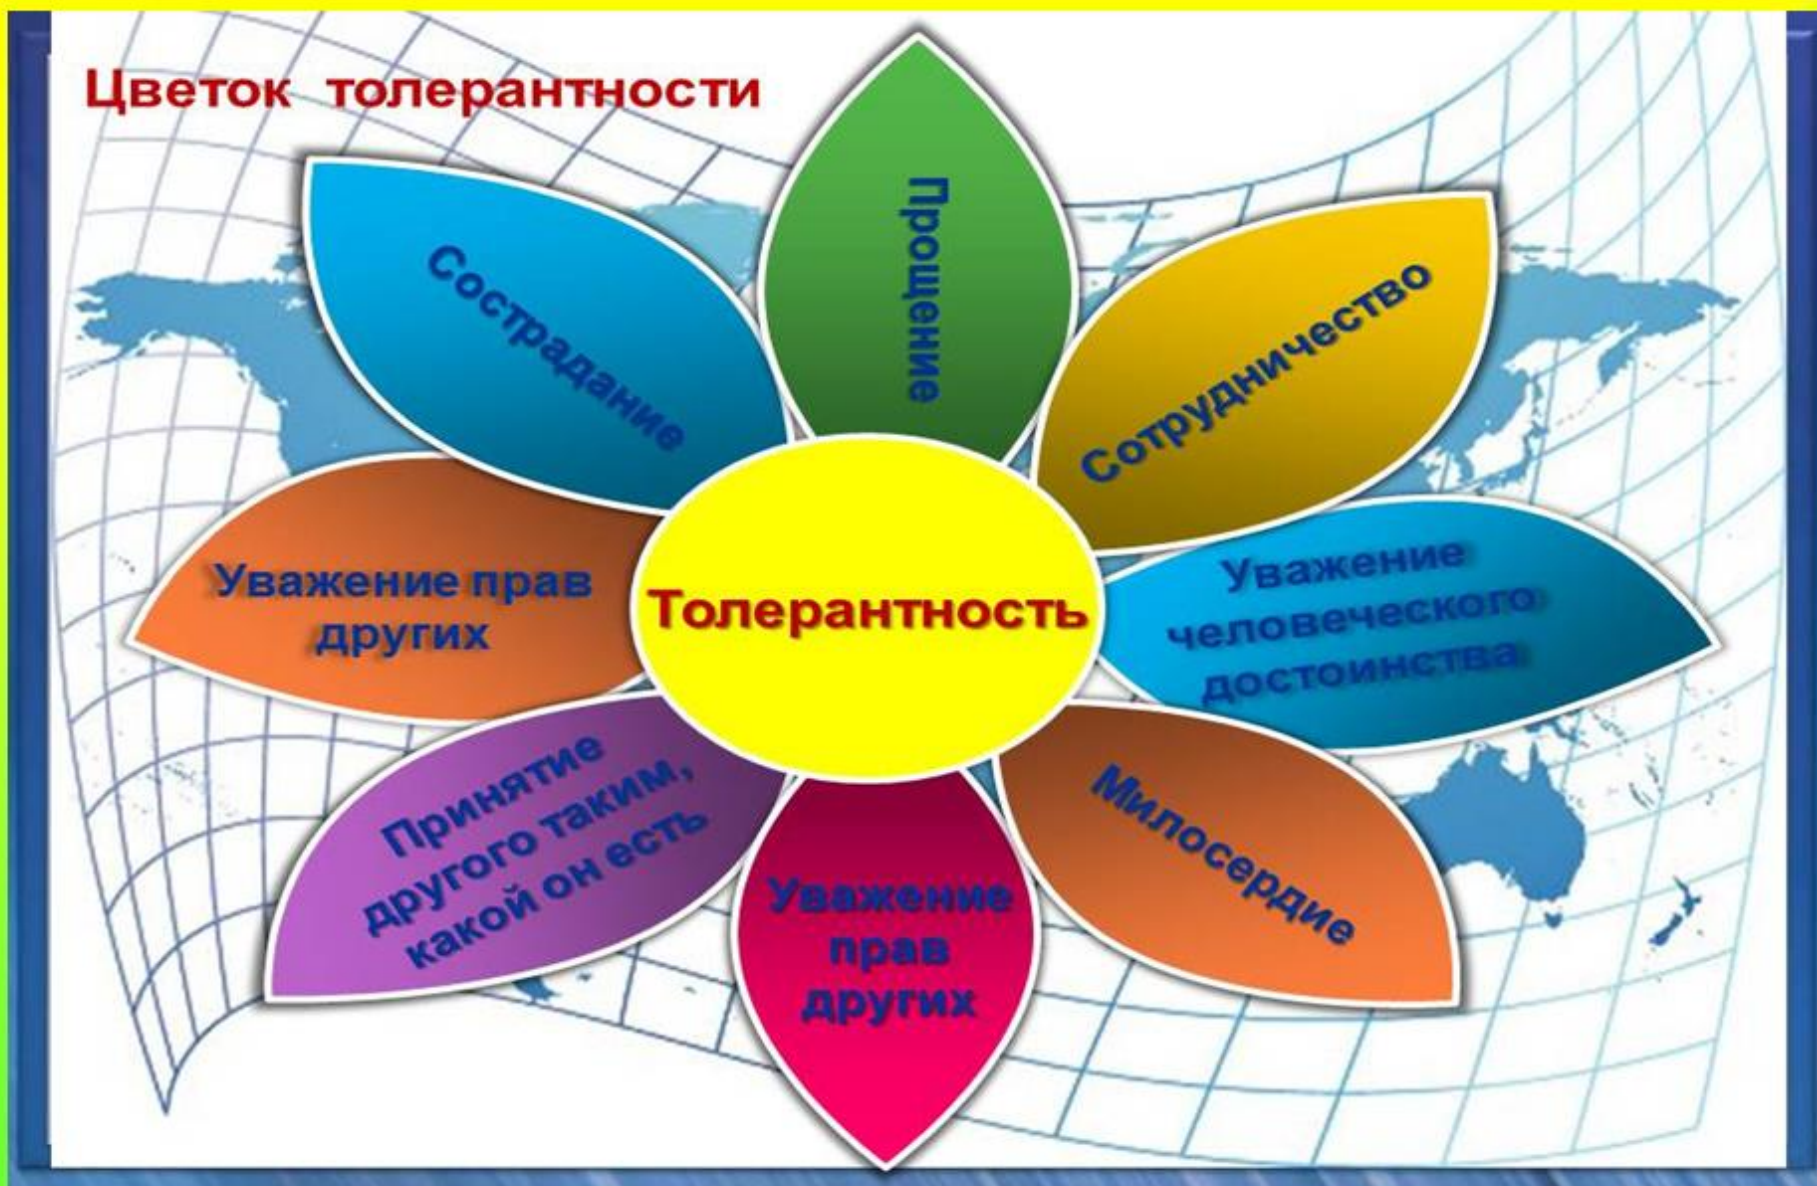 Цветок толерантности
Прощение
Сострадание
Сотрудничество
Уважение прав
других
Толерантность
Уважение
человеческого
достоинства
Принятие
другого таким,
какой он есть
Уважение
прав
других
Милосердие